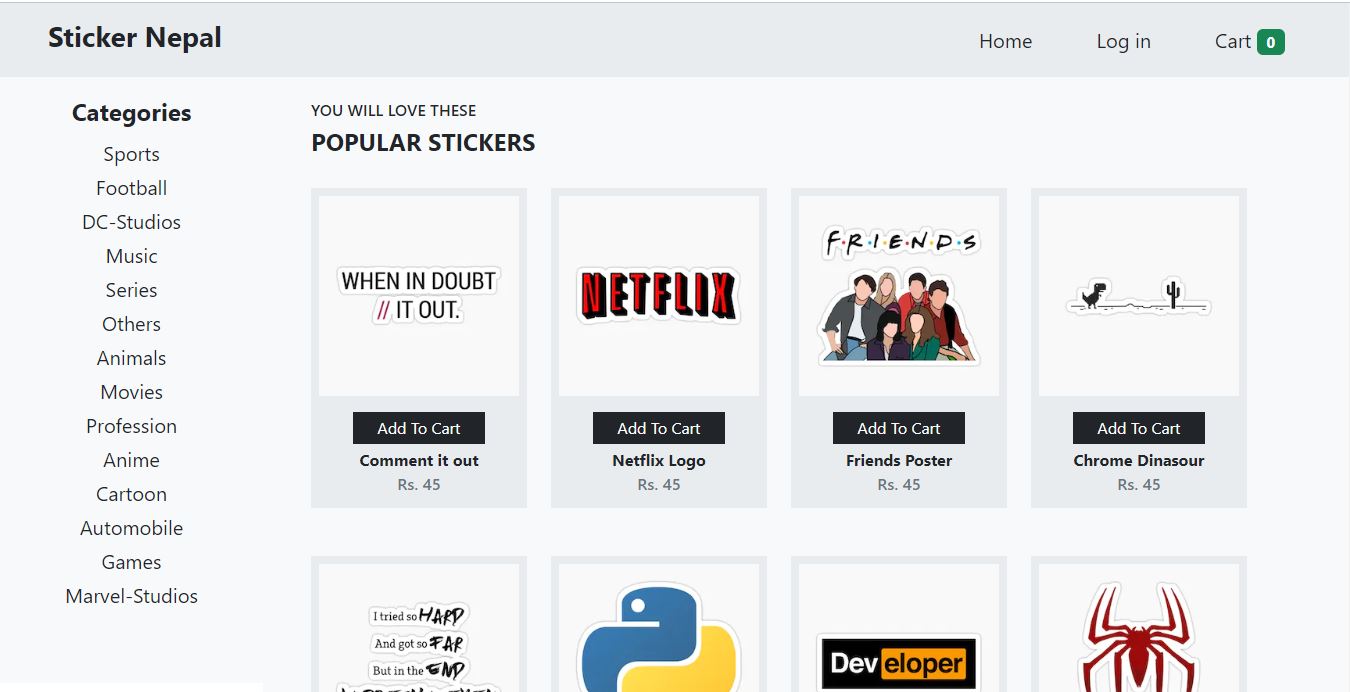 Sticker Nepal
Home
Log in
Cart 0
Categories
Sports
Football
DC-Studios
Music
Series
Others
Animals
Movies
Profession
Anime
Cartoon
Automobile
Games
Marvel-Studios
YOU WILL LOVE THESE
POPULAR STICKERS
WHEN IN DOUBT
// IT OUT.
Add To Cart
Comment it out
Rs. 45
NETFLIX
Add To Cart
Netflix Logo
Rs. 45
F·R·I·E·N·D·S
Add To Cart
Friends Poster
Rs. 45
Add To Cart
Chrome Dinasour
Rs. 45
I tried so HARD
And got so FAR
But in the END
Dev eloper